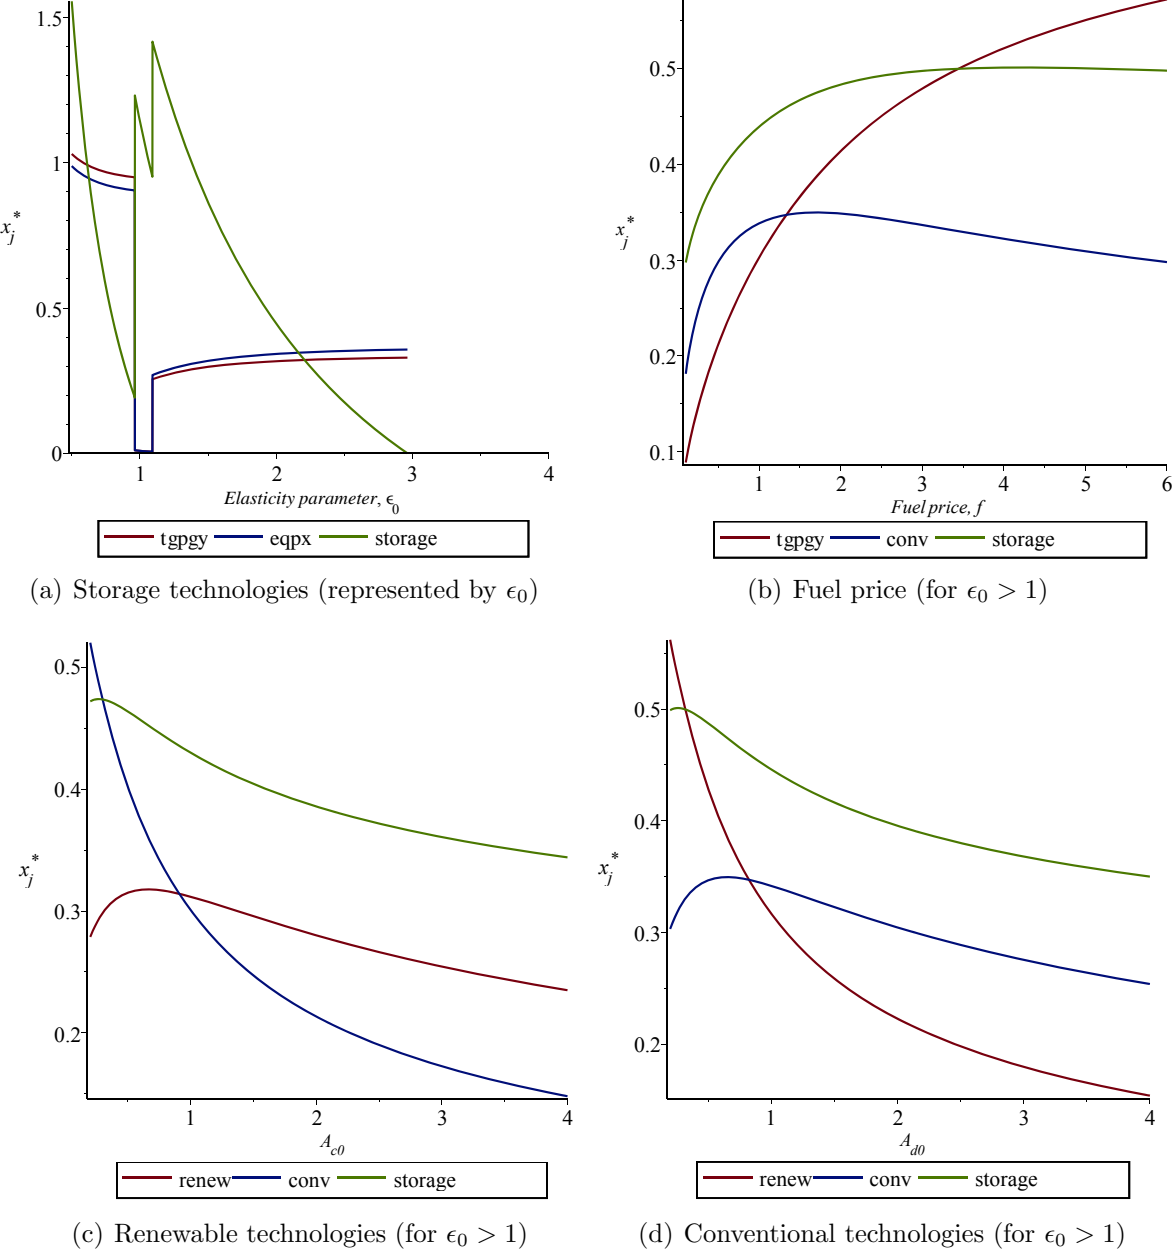 1.5
1
x_j^*
0.5
0
1 2 3 4
Elasticity parameter, ϵ_0
tgpgy eqpx storage
(a) Storage technologies (represented by ϵ_0)
0.5
0.4
x_j^*
0.3
0.2
0.1
1 2 3 4 5 6
Fuel price, f
tgpgy conv storage
(b) Fuel price (for ϵ_0 > 1)
0.5
0.4
x_j^*
0.3
0.2
1 2 3 4
A_c0
renew conv storage
(c) Renewable technologies (for ϵ_0 > 1)
0.5
0.4
x_j^*
0.3
0.2
1 2 3 4
A_d0
renew conv storage
(d) Conventional technologies (for ϵ_0 > 1)